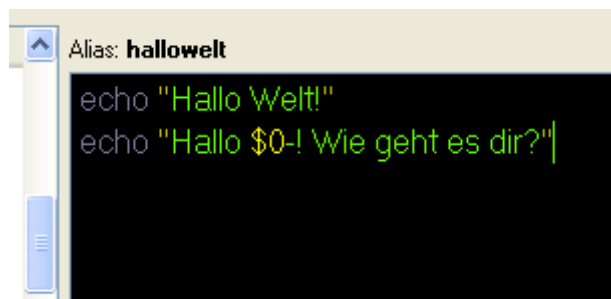 Alias: hallowelt
echo "Hallo Welt!"
echo "Hallo $0-! Wie geht es dir?"